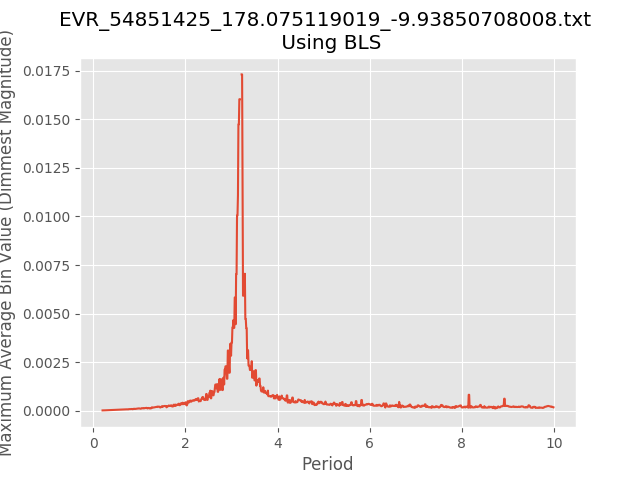 EVR_54851425_178.075119019_-9.93850708008.txt
Using BLS
Maximum Average Bin Value (Dimmest Magnitude)
0.0175
0.0150
0.0125
0.0100
0.0075
0.0050
0.0025
0.0000
0 2 4 6 8 10
Period